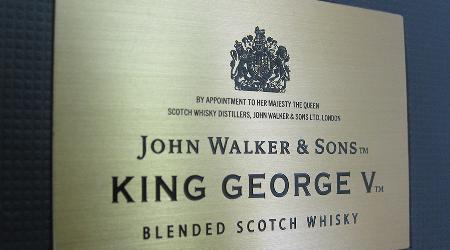 BY APPOINTMENT TO HER MAJESTY THE QUEEN
SCOTCH WHISKY DISTILLERS, JOHN WALKER & SONS LTD. LONDON
JOHN WALKER & SONS™
KING GEORGE V™
BLENDED SCOTCH WHISKY